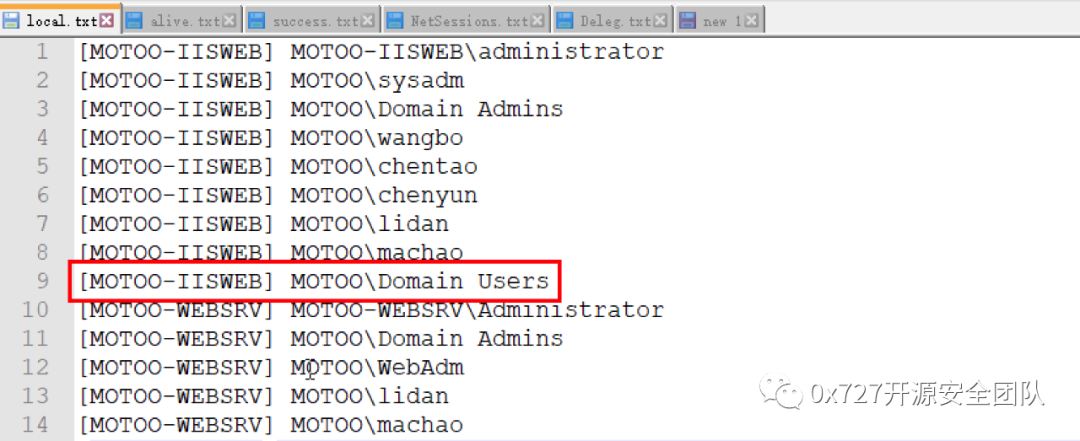 local.txt alive.txt success.txt NetSessions.txt Deleg.txt new 1
1 [MOTOO-IISWEB] MOTOO-IISWEB\administrator
2 [MOTOO-IISWEB] MOTOO\sysadm
3 [MOTOO-IISWEB] MOTOO\Domain Admins
4 [MOTOO-IISWEB] MOTOO\wangbo
5 [MOTOO-IISWEB] MOTOO\chentao
6 [MOTOO-IISWEB] MOTOO\chenyun
7 [MOTOO-IISWEB] MOTOO\lidan
8 [MOTOO-IISWEB] MOTOO\machao
9 [MOTOO-IISWEB] MOTOO\Domain Users
10 [MOTOO-WEBSRV] MOTOO-WEBSRV\Administrator
11 [MOTOO-WEBSRV] MOTOO\Domain Admins
12 [MOTOO-WEBSRV] MOTOO\WebAdm
13 [MOTOO-WEBSRV] MOTOO\lidan
14 [MOTOO-WEBSRV] MOTOO\machao
0x727开源安全团队